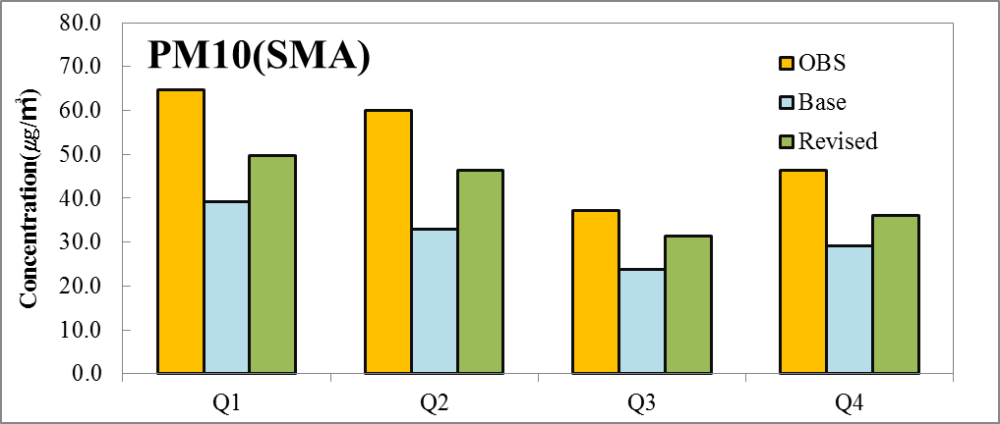 PM10(SMA)
Concentration(μg/㎥)
80.0
70.0
60.0
50.0
40.0
30.0
20.0
10.0
0.0
OBS
Base
Revised
Q1 Q2 Q3 Q4